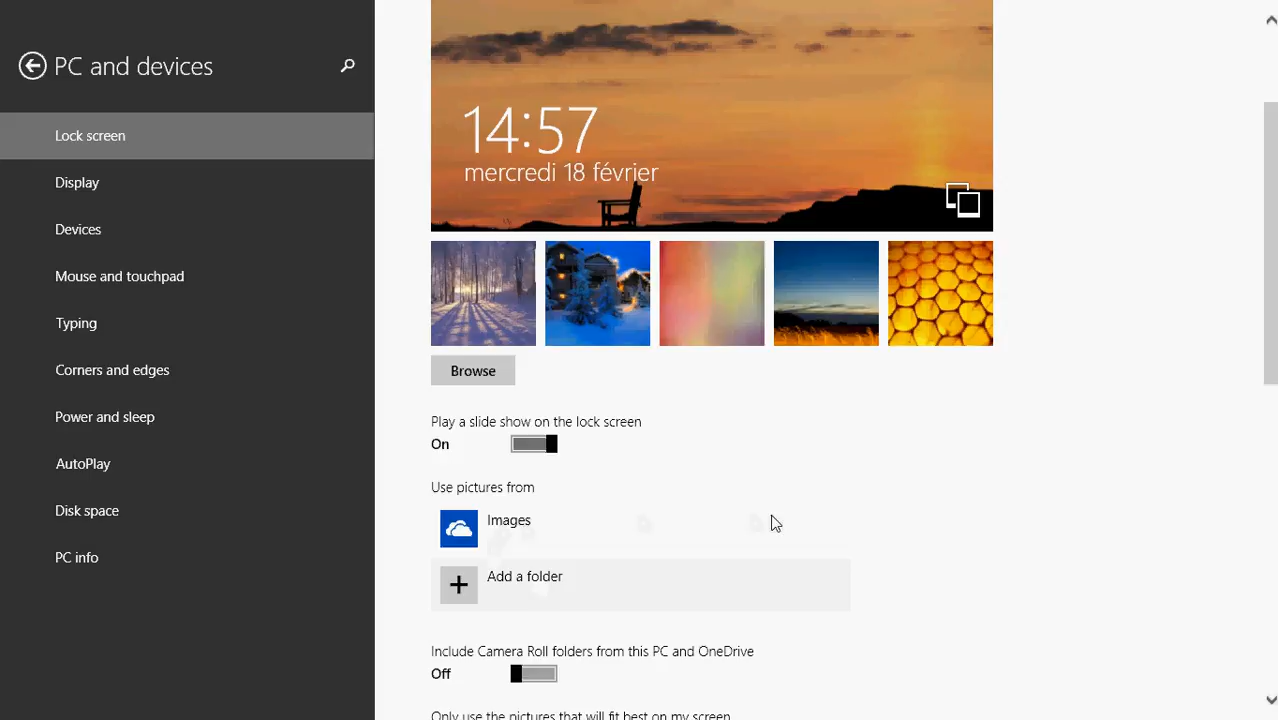 PC and devices
Lock screen
Display
Devices
Mouse and touchpad
Typing
Corners and edges
Power and sleep
AutoPlay
Disk space
PC info
14:57
mercredi 18 février
Browse
Play a slide show on the lock screen
On
Use pictures from
Images
Add a folder
Include Camera Roll folders from this PC and OneDrive
Off
Only use the pictures that will fit best on my screen